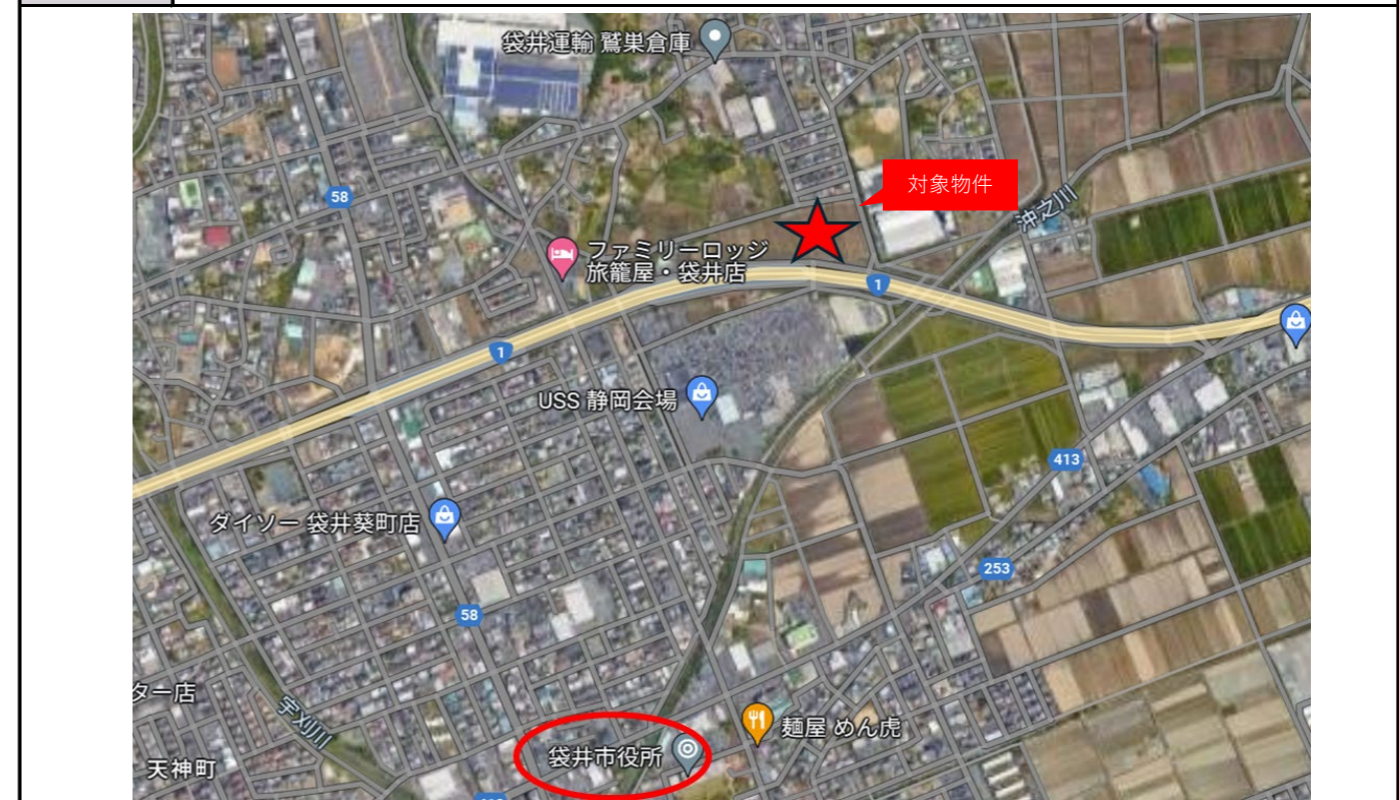 袋井運輸 鷲巣倉庫
58
対象物件
沖之川
ファミリーロッジ
旅籠屋・袋井店
1
1
USS 静岡会場
413
ダイソー 袋井葵町店
253
58
ター店
宇刈川
麺屋 めん虎
袋井市役所
天神町